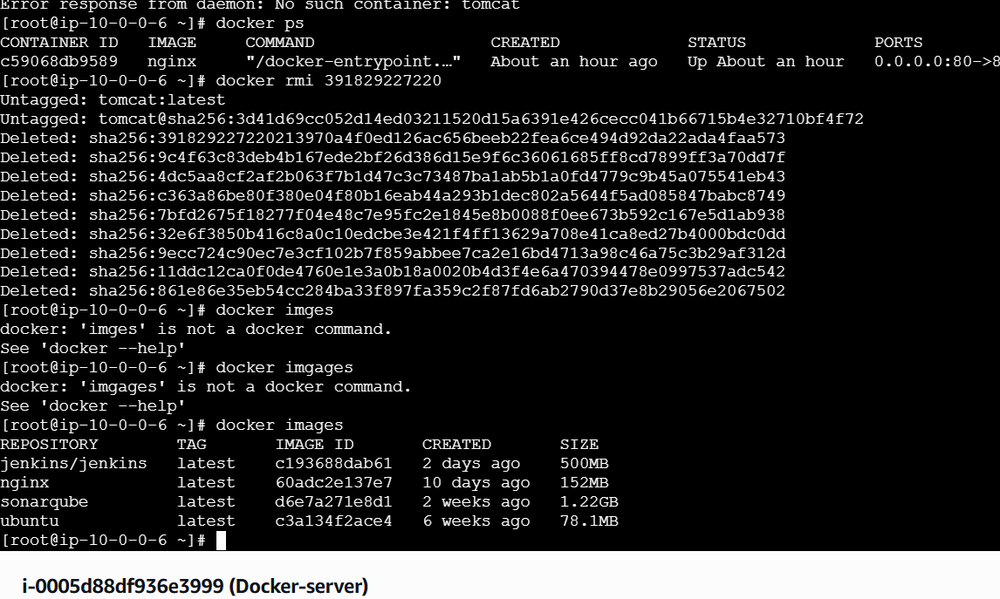 Error response from daemon: No such container: tomcat
[root@ip-10-0-0-6 ~]# docker ps
CONTAINER ID   IMAGE     COMMAND                  CREATED             STATUS             PORTS
c59068db9589   nginx     "/docker-entrypoint.…"   About an hour ago   Up About an hour   0.0.0.0:80->8
[root@ip-10-0-0-6 ~]# docker rmi 391829227220
Untagged: tomcat:latest
Untagged: tomcat@sha256:3d41d69cc052d14ed03211520d15a6391e426cecc041b66715b4e32710bf4f72
Deleted: sha256:391829227220213970a4f0ed126ac656beeb22fea6ce494d92da22ada4faa573
Deleted: sha256:9c4f63c83deb4b167ede2bf26d386d15e9f6c36061685ff8cd7899ff3a70dd7f
Deleted: sha256:4dc5aa8cf2af2b063f7b1d47c3c73487ba1ab5b1a0fd4779c9b45a075541eb43
Deleted: sha256:c363a86be80f380e04f80b16eab44a293b1dec802a5644f5ad085847babc8749
Deleted: sha256:7bfd2675f18277f04e48c7e95fc2e1845e8b0088f0ee673b592c167e5d1ab938
Deleted: sha256:32e6f3850b416c8a0c10edcbe3e421f4ff13629a708e41ca8ed27b4000bdc0dd
Deleted: sha256:9ecc724c90ec7e3cf102b7f859abbee7ca2e16bd4713a98c46a75c3b29af312d
Deleted: sha256:11ddc12ca0f0de4760e1e3a0b18a0020b4d3f4e6a470394478e0997537adc542
Deleted: sha256:861e86e35eb54cc284ba33f897fa359c2f87fd6ab2790d37e8b29056e2067502
[root@ip-10-0-0-6 ~]# docker imges
docker: 'imges' is not a docker command.
See 'docker --help'
[root@ip-10-0-0-6 ~]# docker imgages
docker: 'imgages' is not a docker command.
See 'docker --help'
[root@ip-10-0-0-6 ~]# docker images
REPOSITORY        TAG       IMAGE ID       CREATED       SIZE
jenkins/jenkins   latest    c193688dab61   2 days ago    500MB
nginx             latest    60adc2e137e7   10 days ago   152MB
sonarqube         latest    d6e7a271e8d1   2 weeks ago   1.22GB
ubuntu            latest    c3a134f2ace4   6 weeks ago   78.1MB
[root@ip-10-0-0-6 ~]#
i-0005d88df936e3999 (Docker-server)